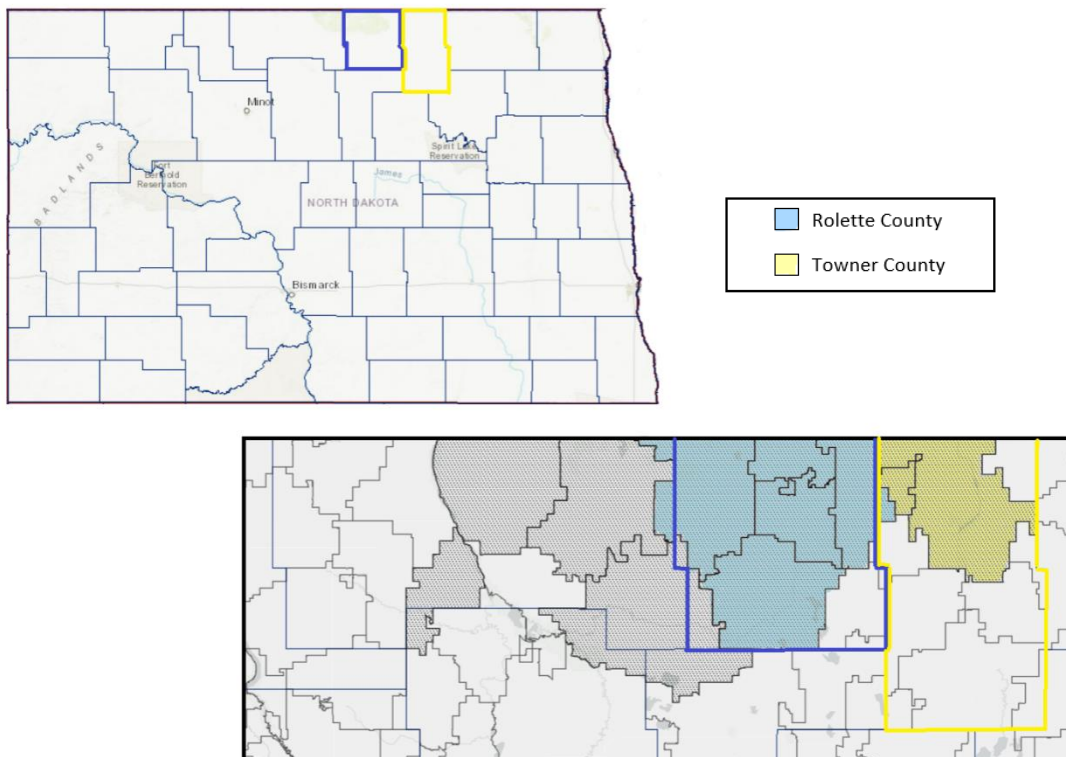 Minot
Spirit Lake
Reservation
Fort
Berthold
Reservation
BADLANDS
James
NORTH DAKOTA
Bismarck
Rolette County
Towner County